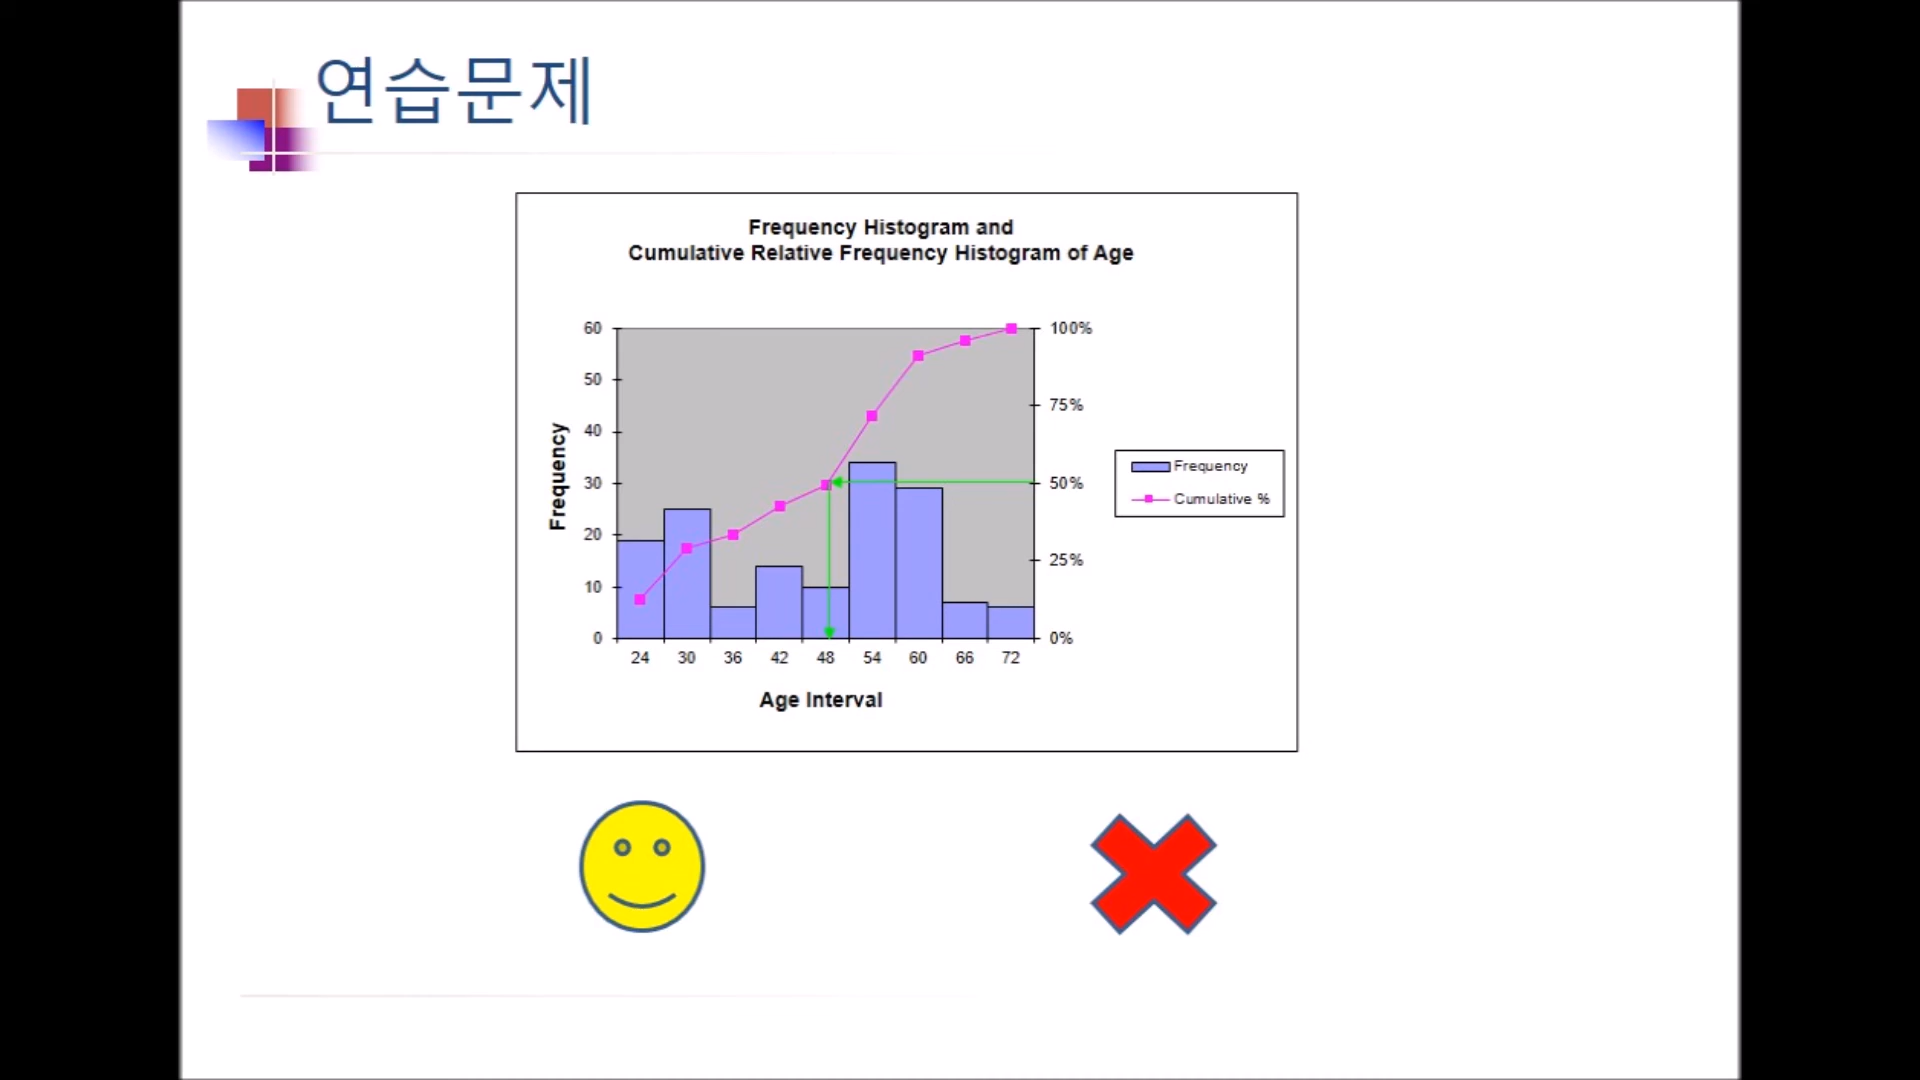 연습문제
Frequency Histogram and
Cumulative Relative Frequency Histogram of Age
60
50
40
30
20
10
0
Frequency
100%
75%
50%
25%
0%
24 30 36 42 48 54 60 66 72
Age Interval
Frequency
Cumulative %